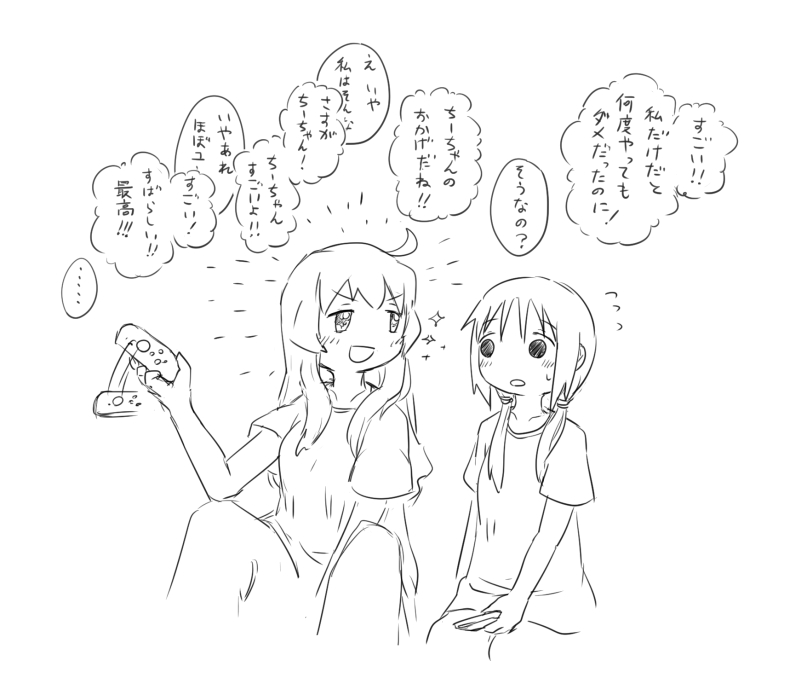 すごい!!
私だけだと
何度やっても
ダメだったのに!
そうなの?
ちーちゃんの
おかげだね!!
え いや
私はそんな
さすが
ちーちゃん!
ちーちゃん
すごいよ!!
いやあれ
ほぼユ
すごい!
すばらしい!!
最高!!!
……